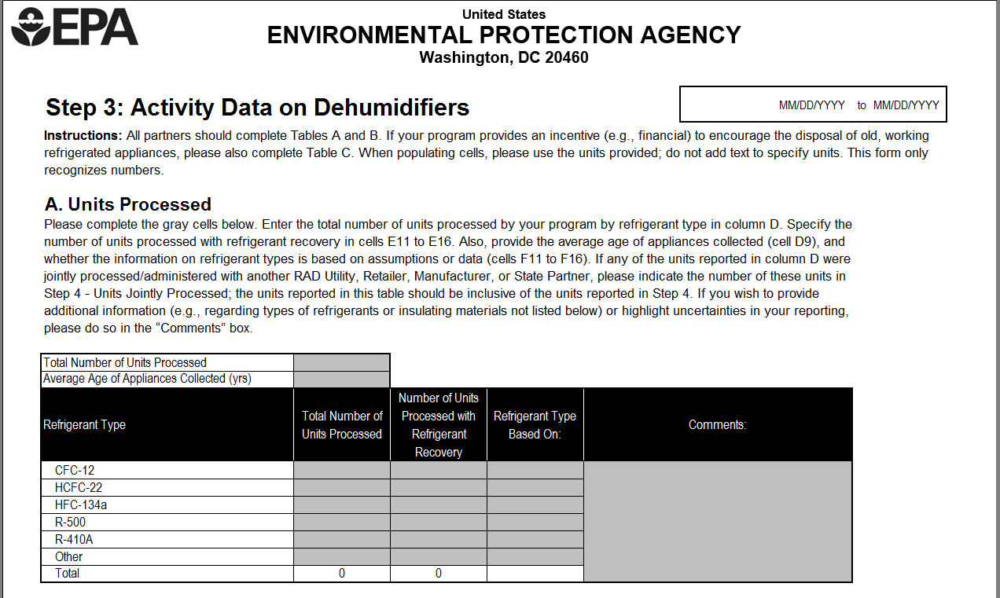 EPA
United States
ENVIRONMENTAL PROTECTION AGENCY
Washington, DC 20460
Step 3: Activity Data on Dehumidifiers
MM/DD/YYYY to MM/DD/YYYY
Instructions: All partners should complete Tables A and B. If your program provides an incentive (e.g., financial) to encourage the disposal of old, working
refrigerated appliances, please also complete Table C. When populating cells, please use the units provided; do not add text to specify units. This form only
recognizes numbers.
A. Units Processed
Please complete the gray cells below. Enter the total number of units processed by your program by refrigerant type in column D. Specify the
number of units processed with refrigerant recovery in cells E11 to E16. Also, provide the average age of appliances collected (cell D9), and
whether the information on refrigerant types is based on assumptions or data (cells F11 to F16). If any of the units reported in column D were
jointly processed/administered with another RAD Utility, Retailer, Manufacturer, or State Partner, please indicate the number of these units in
Step 4 - Units Jointly Processed; the units reported in this table should be inclusive of the units reported in Step 4. If you wish to provide
additional information (e.g., regarding types of refrigerants or insulating materials not listed below) or highlight uncertainties in your reporting,
please do so in the “Comments” box.
Total Number of Units Processed
Average Age of Appliances Collected (yrs)
Refrigerant Type
Total Number of
Units Processed
Number of Units
Processed with
Refrigerant
Recovery
Refrigerant Type
Based On:
Comments:
CFC-12
HCFC-22
HFC-134a
R-500
R-410A
Other
Total 0 0